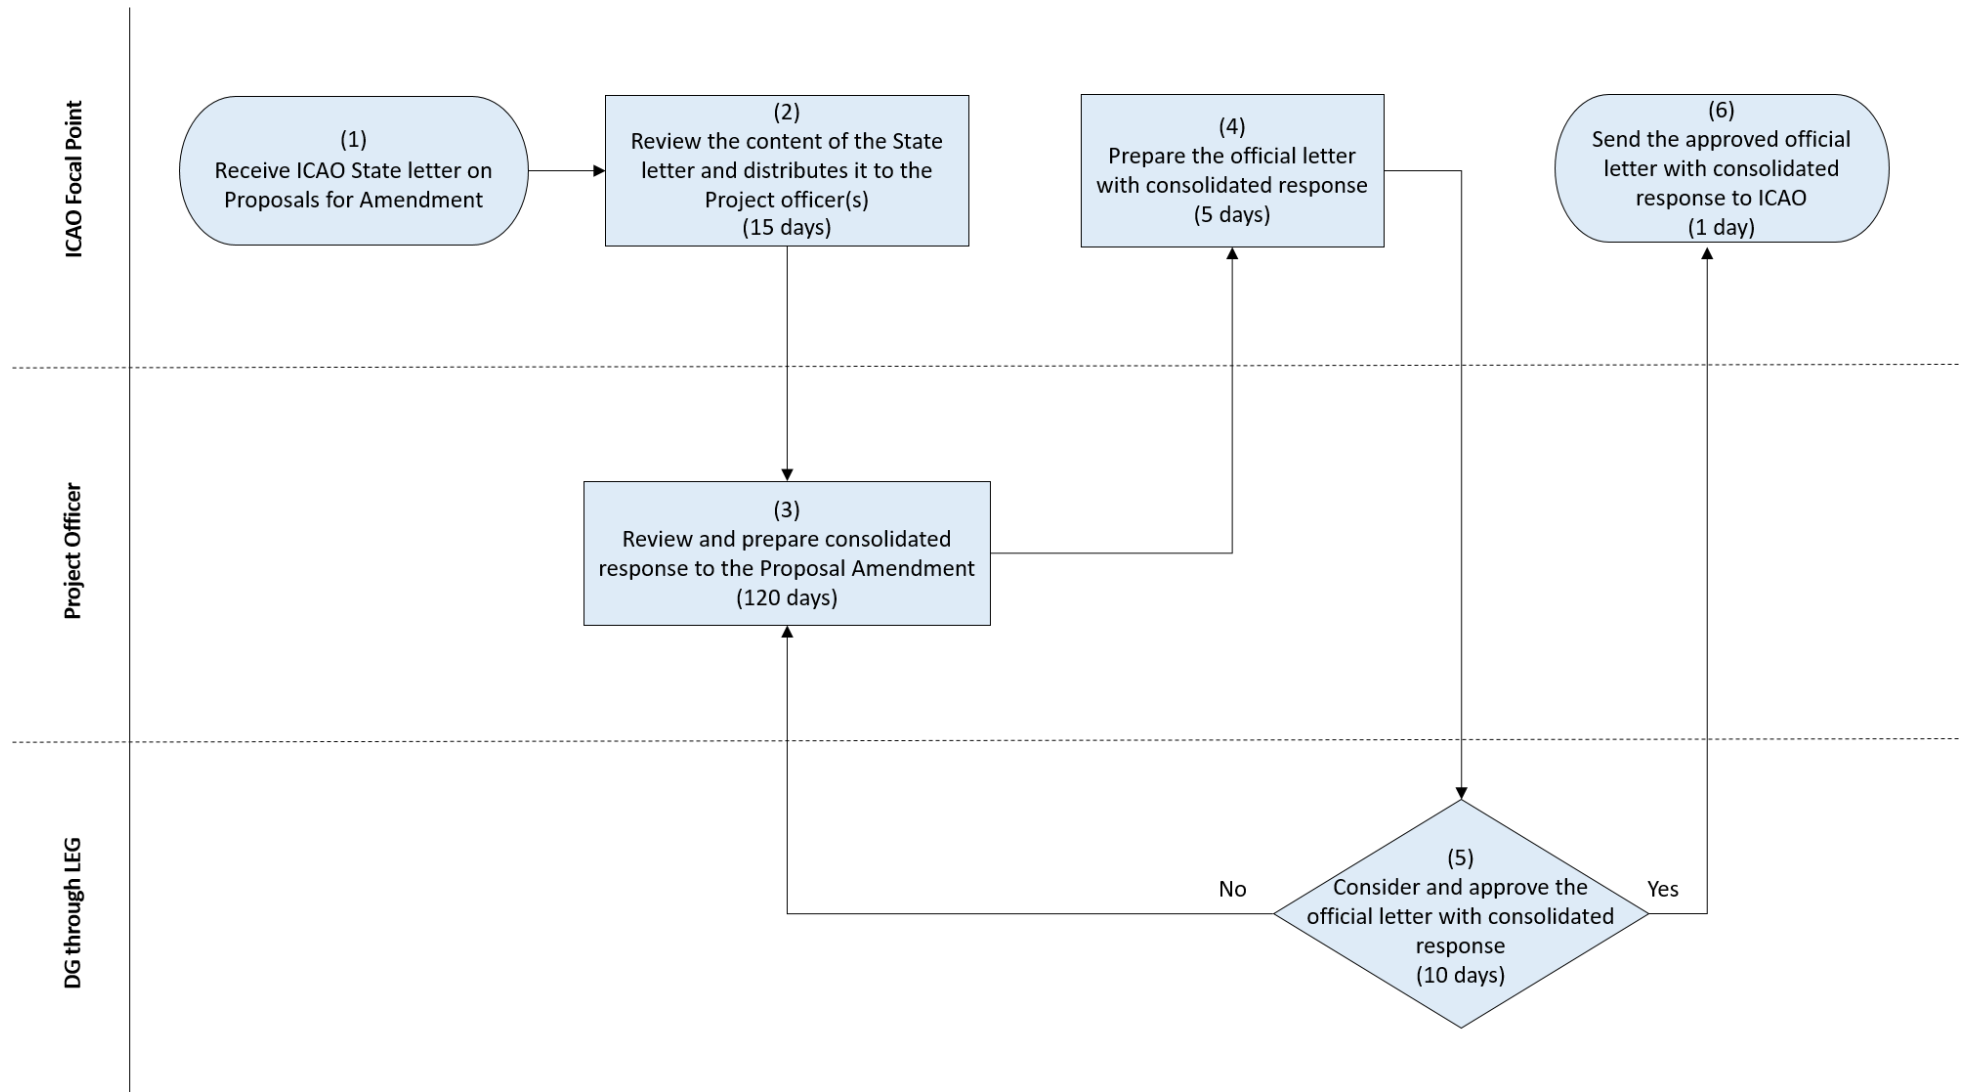 ICAO Focal Point
(1)
Receive ICAO State letter on
Proposals for Amendment
(2)
Review the content of the State
letter and distributes it to the
Project officer(s)
(15 days)
(4)
Prepare the official letter
with consolidated response
(5 days)
(6)
Send the approved official
letter with consolidated
response to ICAO
(1 day)
Project Officer
(3)
Review and prepare consolidated
response to the Proposal Amendment
(120 days)
DG through LEG
No
(5)
Consider and approve the
official letter with consolidated
response
(10 days)
Yes